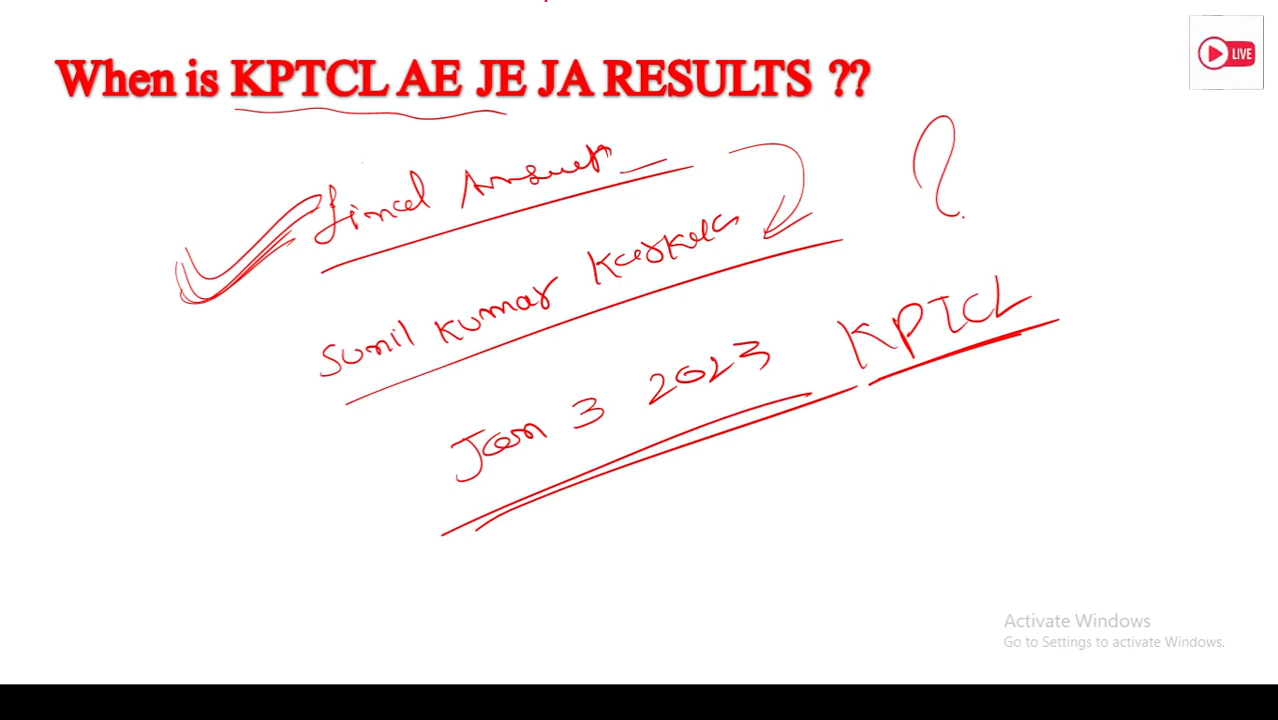 LIVE
When is KPTCL AE JE JA RESULTS ??
final Answer
?
Sunil Kumar Karkala
Jan 3 2023 KPTCL
Activate Windows
Go to Settings to activate Windows.